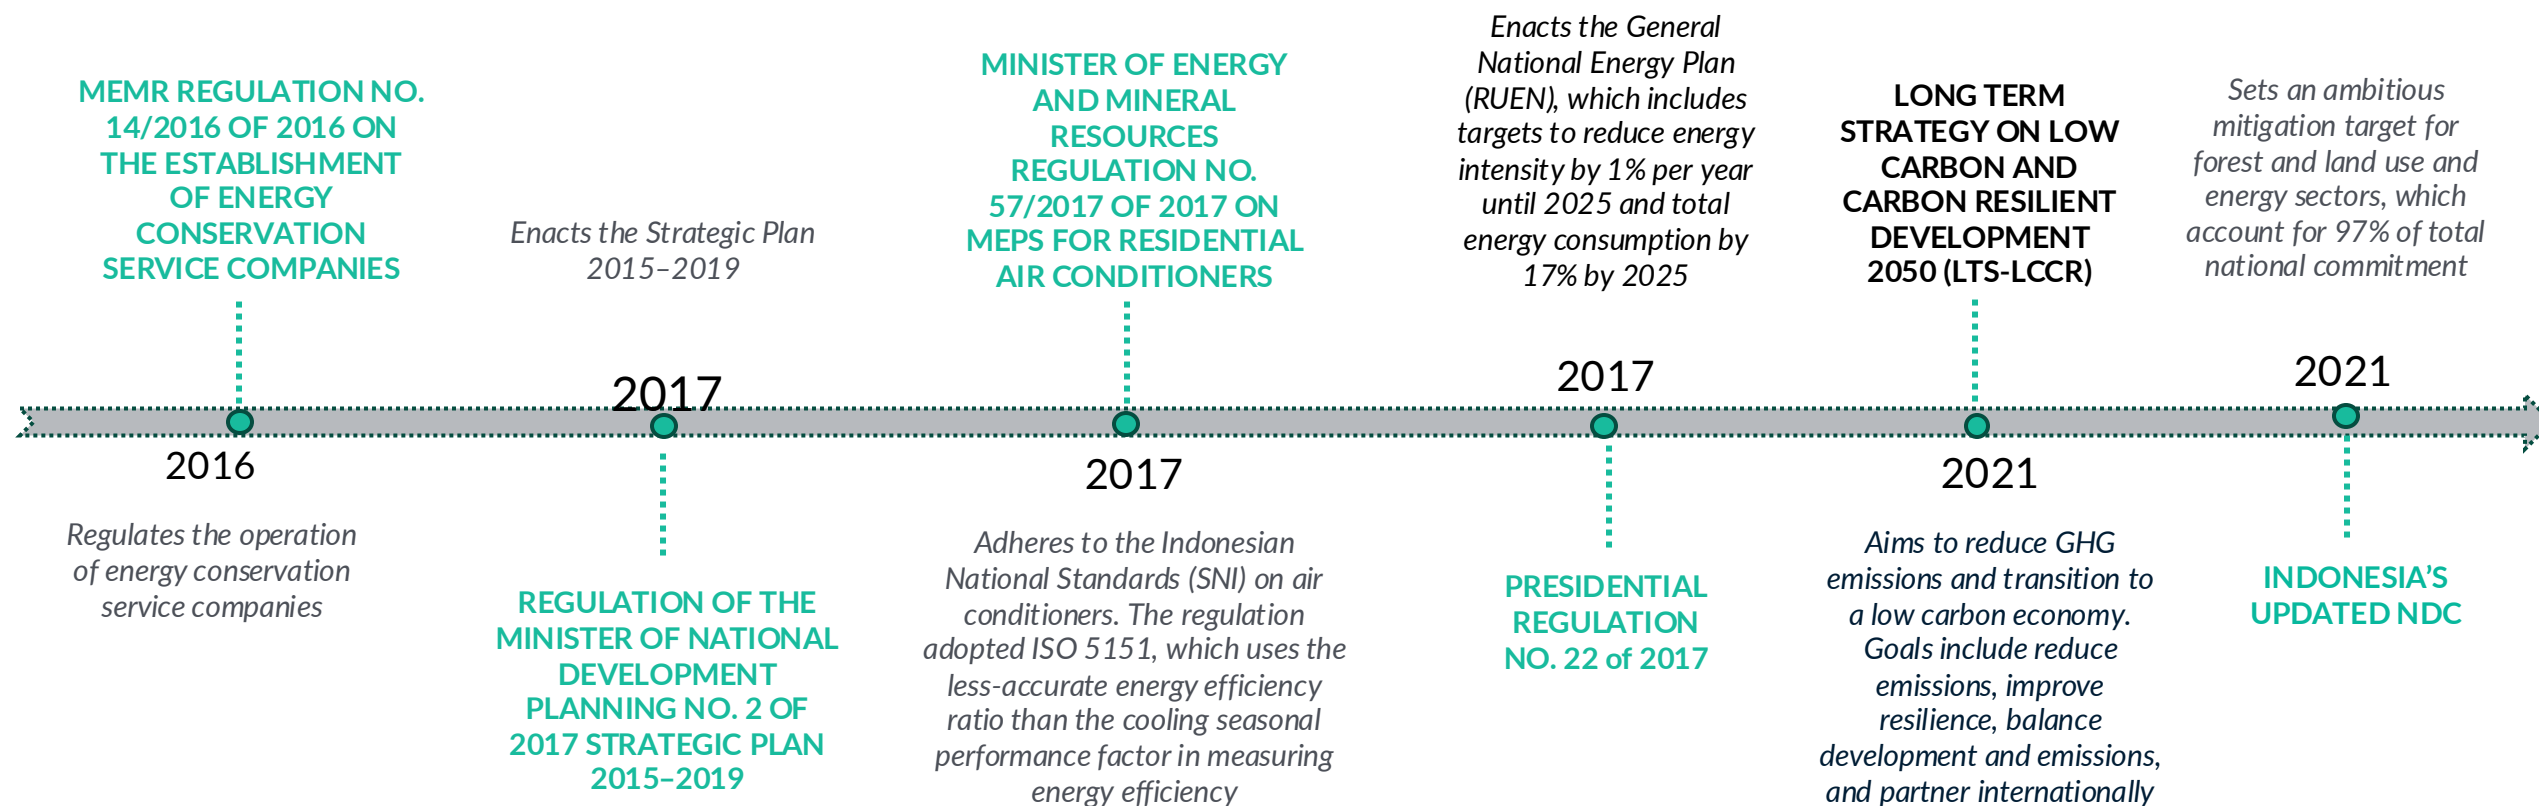 MEMR REGULATION NO.
14/2016 OF 2016 ON
THE ESTABLISHMENT
OF ENERGY
CONSERVATION
SERVICE COMPANIES
2016
Regulates the operation
of energy conservation
service companies
Enacts the Strategic Plan
2015–2019
2017
REGULATION OF THE
MINISTER OF NATIONAL
DEVELOPMENT
PLANNING NO. 2 OF
2017 STRATEGIC PLAN
2015–2019
MINISTER OF ENERGY
AND MINERAL
RESOURCES
REGULATION NO.
57/2017 OF 2017 ON
MEPS FOR RESIDENTIAL
AIR CONDITIONERS
2017
Adheres to the Indonesian
National Standards (SNI) on air
conditioners. The regulation
adopted ISO 5151, which uses the
less-accurate energy efficiency
ratio than the cooling seasonal
performance factor in measuring
energy efficiency
Enacts the General
National Energy Plan
(RUEN), which includes
targets to reduce energy
intensity by 1% per year
until 2025 and total
energy consumption by
17% by 2025
2017
PRESIDENTIAL
REGULATION
NO. 22 of 2017
LONG TERM
STRATEGY ON LOW
CARBON AND
CARBON RESILIENT
DEVELOPMENT
2050 (LTS-LCCR)
2021
Aims to reduce GHG
emissions and transition to
a low carbon economy.
Goals include reduce
emissions, improve
resilience, balance
development and emissions,
and partner internationally
Sets an ambitious
mitigation target for
forest and land use and
energy sectors, which
account for 97% of total
national commitment
2021
INDONESIA’S
UPDATED NDC